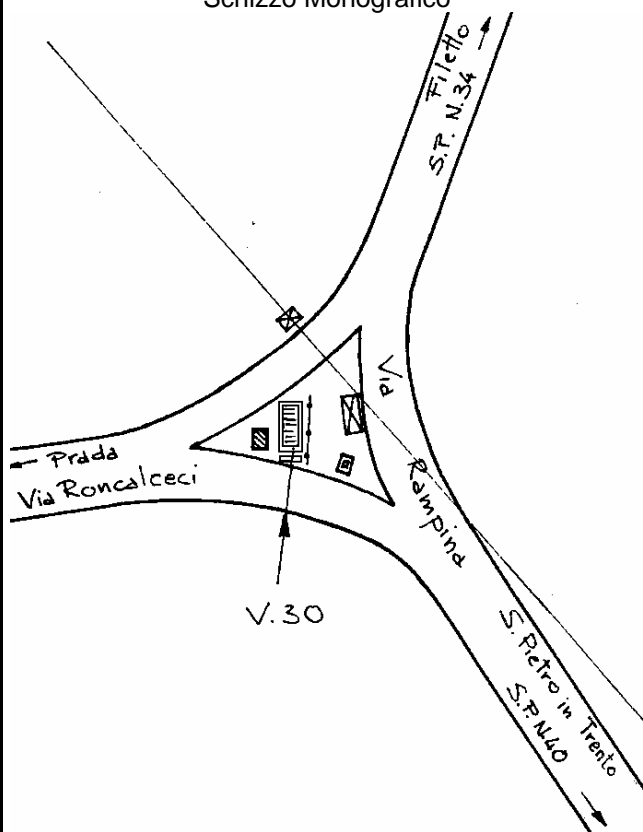 Schizzo Monografico
Filetto
S.P. N.34
Via
Rampina
Prada
Via Roncalceci
V.30
S. Pietro in Trento
S.P. N.40